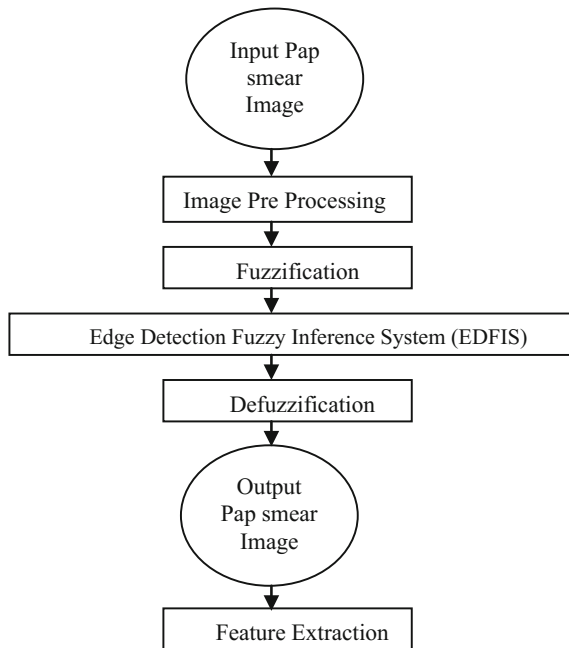 Input Pap
smear
Image
Image Pre Processing
Fuzzification
Edge Detection Fuzzy Inference System (EDFIS)
Defuzzification
Output
Pap smear
Image
Feature Extraction